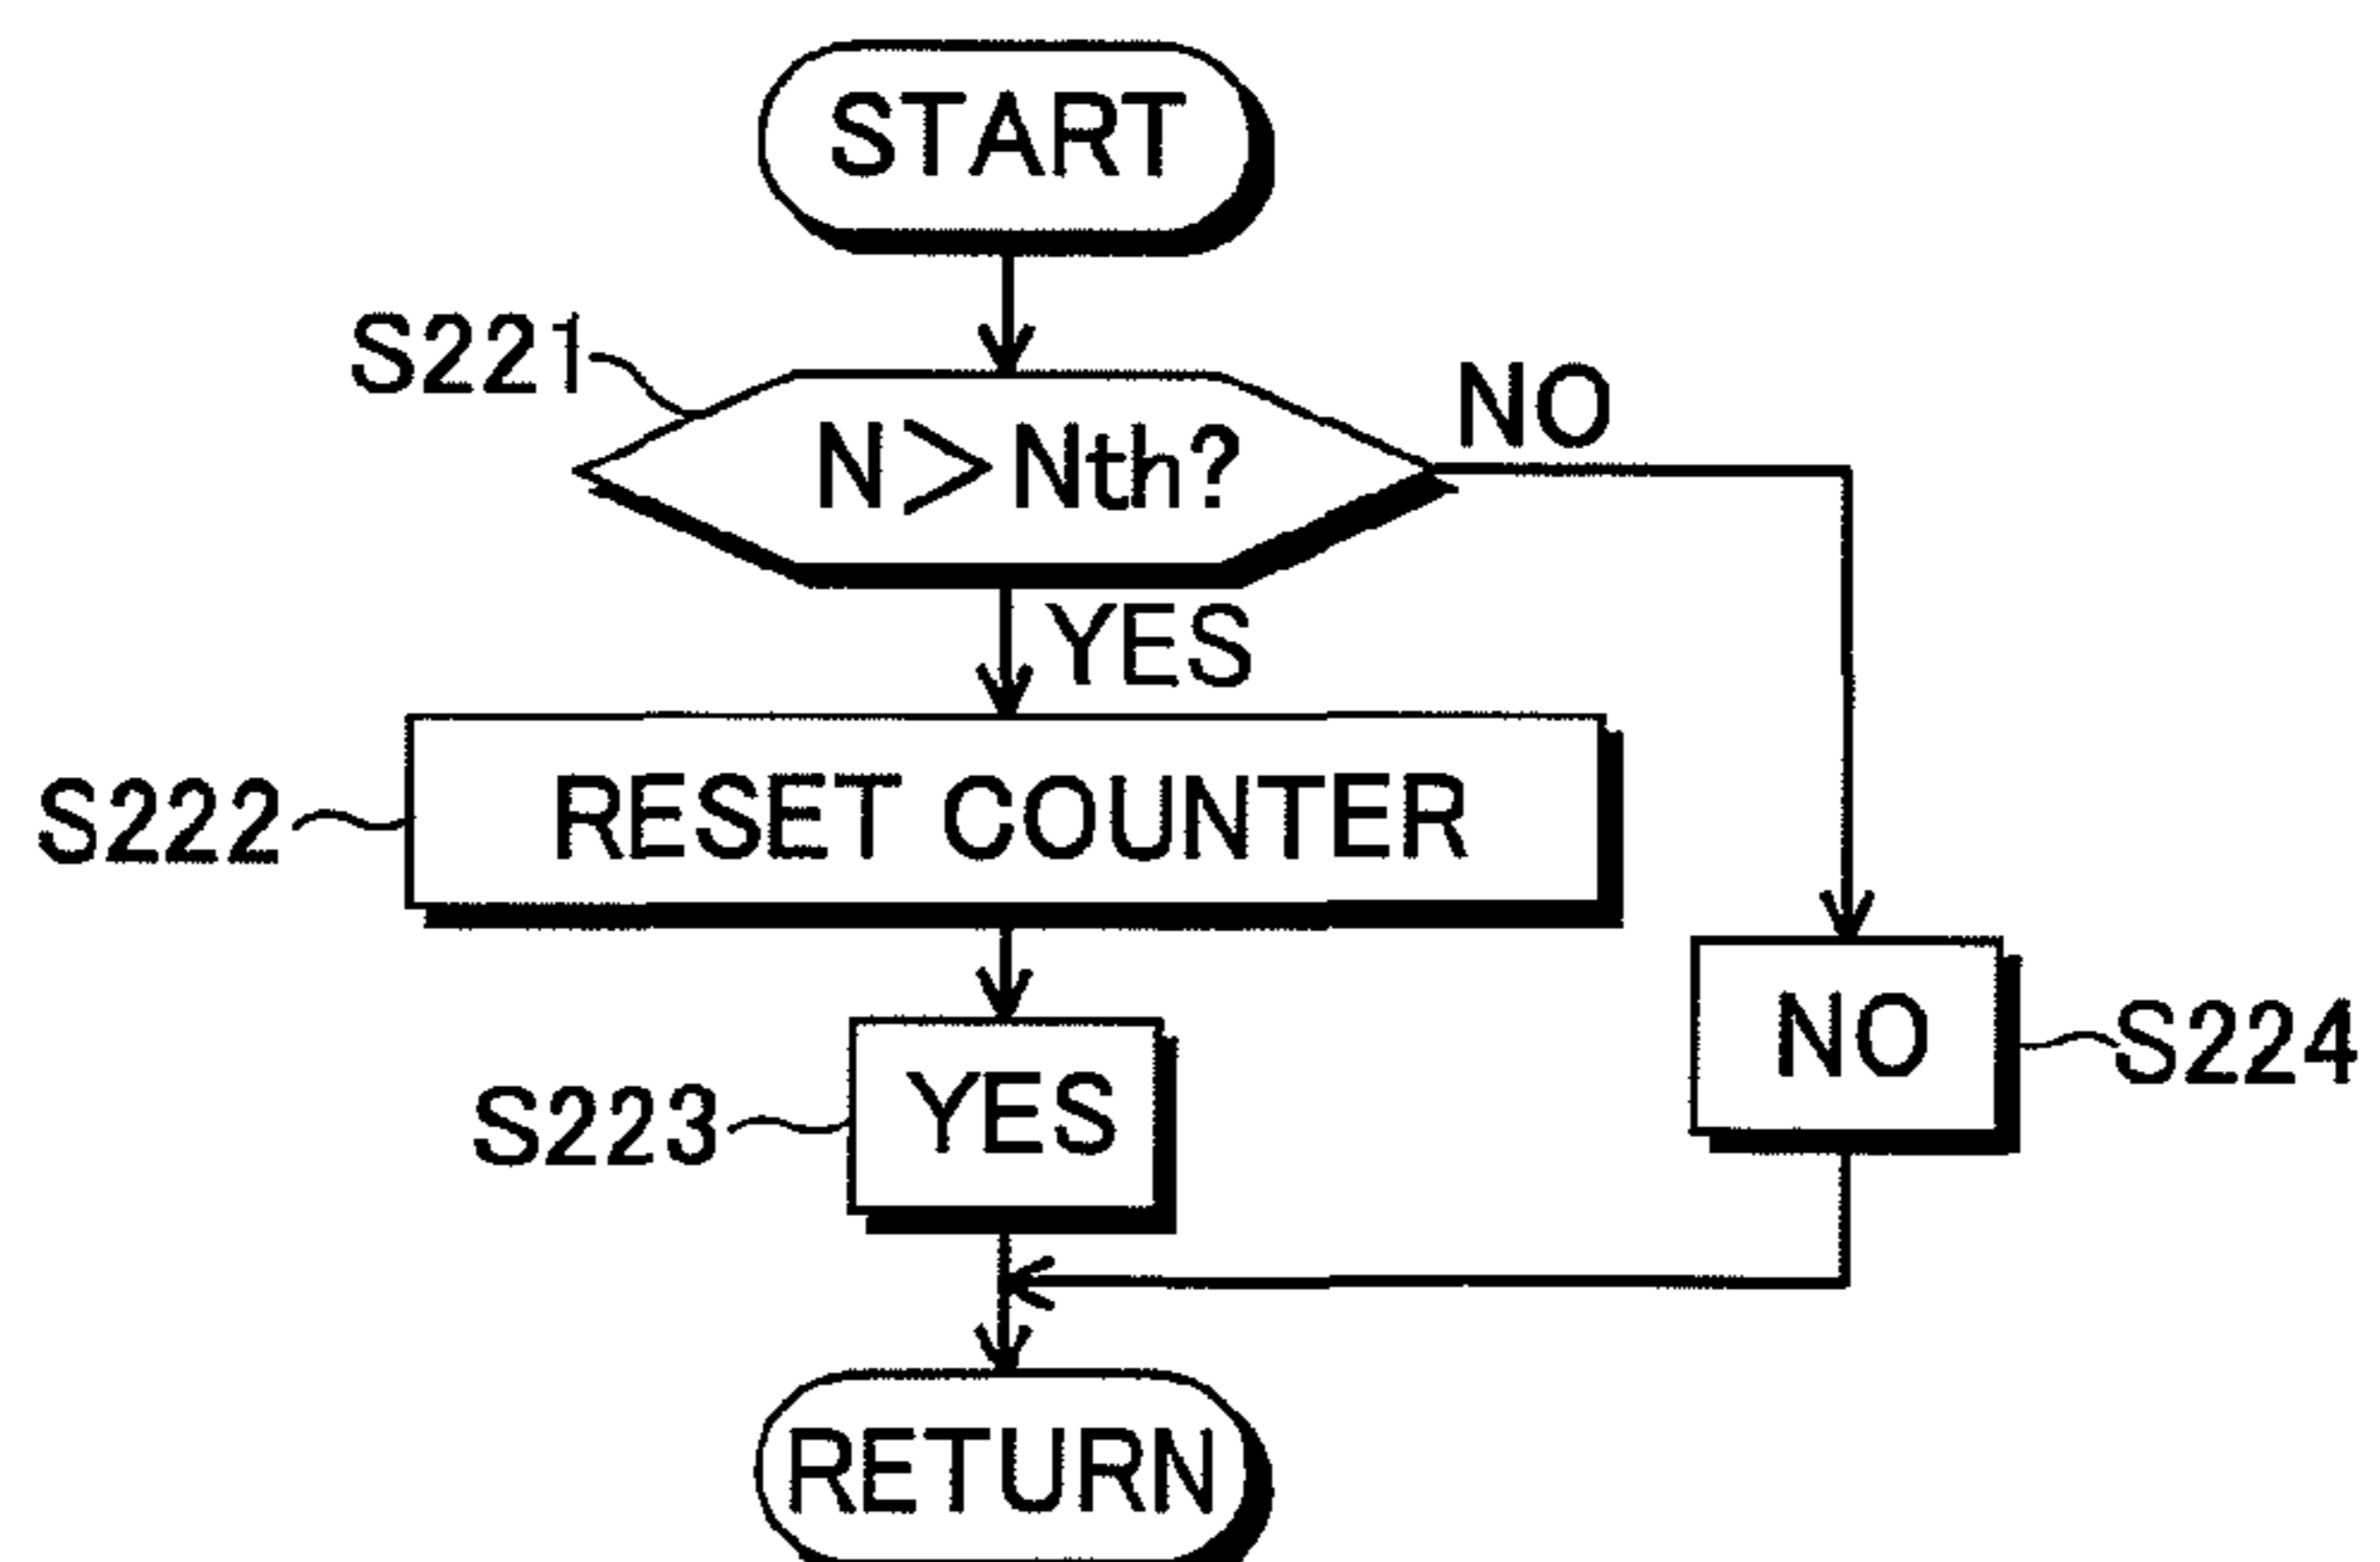 START
S221
N>Nth?
NO
YES
S222
RESET COUNTER
S223
YES
NO
S224
RETURN